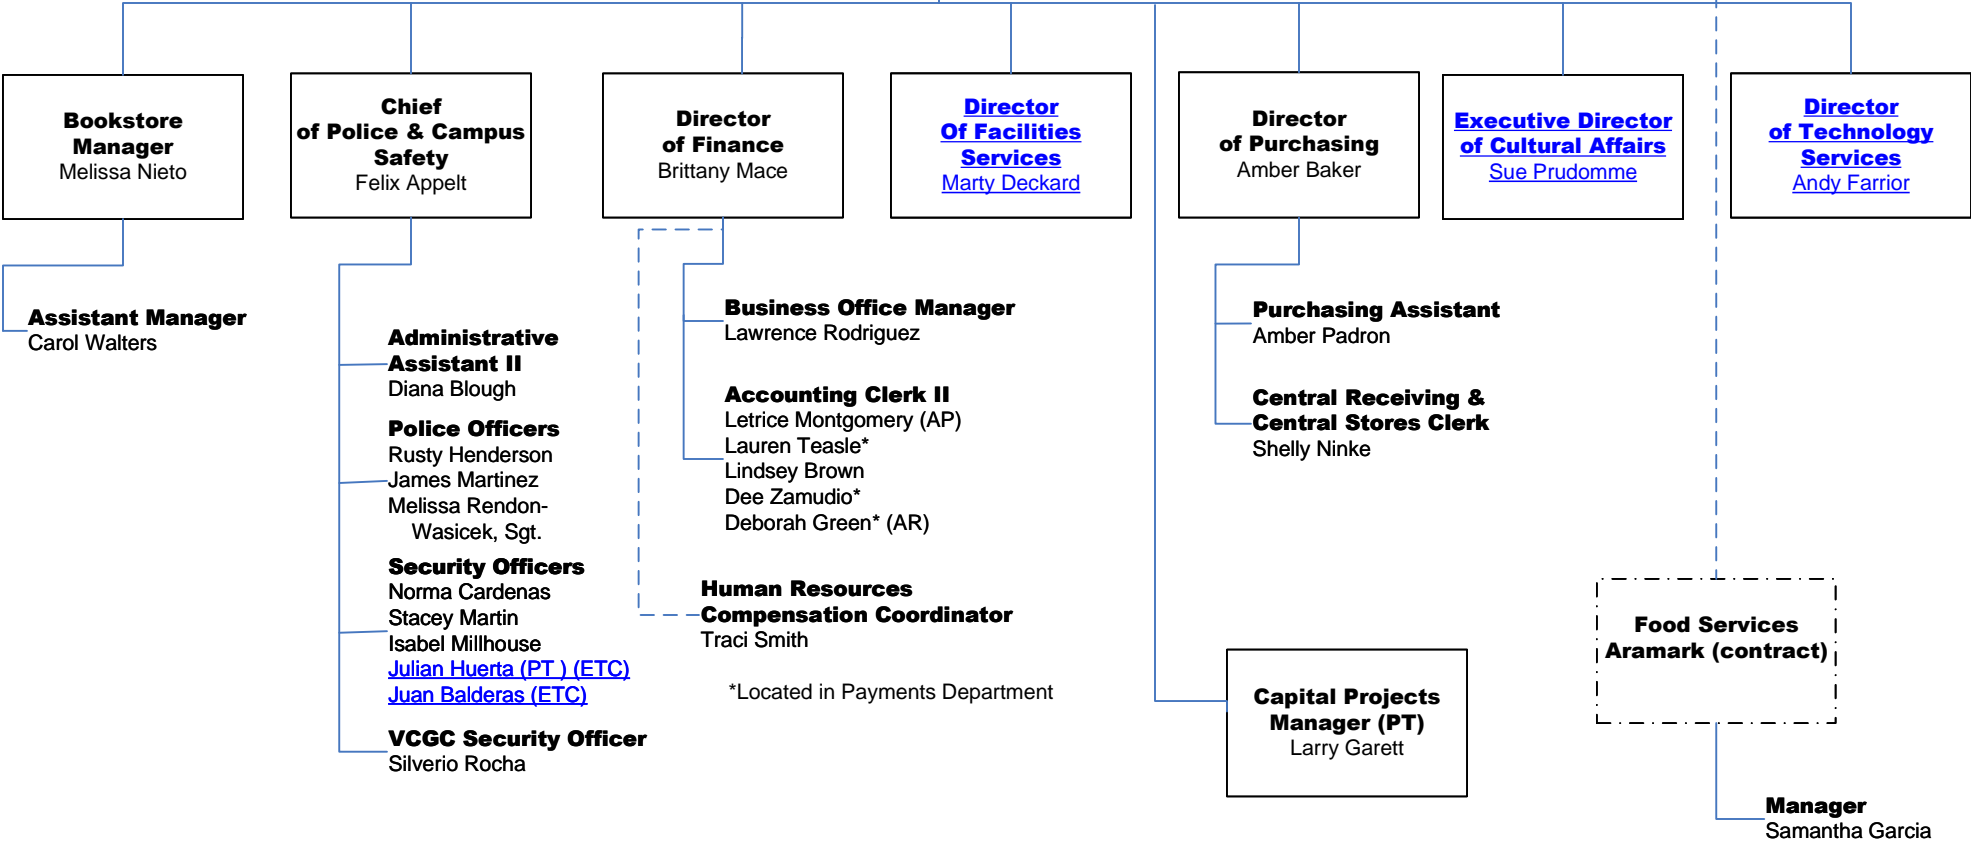 Bookstore
Manager
Melissa Nieto
Chief
of Police & Campus
Safety
Felix Appelt
Director
of Finance
Brittany Mace
Director
Of Facilities
Services
Marty Deckard
Director
of Purchasing
Amber Baker
Executive Director
of Cultural Affairs
Sue Prudomme
Director
of Technology
Services
Andy Farrior
Assistant Manager
Carol Walters
Administrative
Assistant II
Diana Blough
Police Officers
Rusty Henderson
James Martinez
Melissa Rendon-
Wasicek, Sgt.
Security Officers
Norma Cardenas
Stacey Martin
Isabel Millhouse
Julian Huerta (PT ) (ETC)
Juan Balderas (ETC)
VCGC Security Officer
Silverio Rocha
Business Office Manager
Lawrence Rodriguez
Accounting Clerk II
Letrice Montgomery (AP)
Lauren Teasle*
Lindsey Brown
Dee Zamudio*
Deborah Green* (AR)
Human Resources
Compensation Coordinator
Traci Smith
*Located in Payments Department
Purchasing Assistant
Amber Padron
Central Receiving &
Central Stores Clerk
Shelly Ninke
Capital Projects
Manager (PT)
Larry Garett
Food Services
Aramark (contract)
Manager
Samantha Garcia